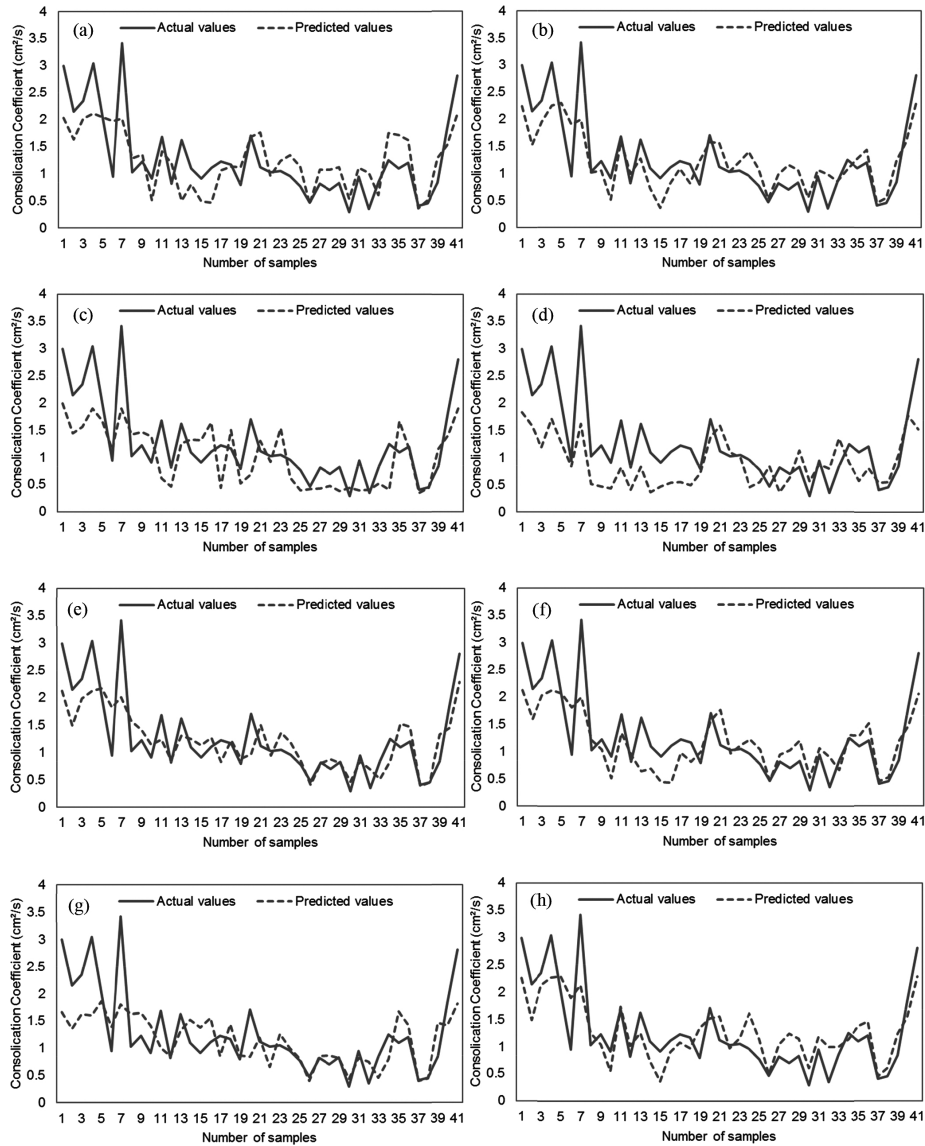 (a)
Actual values
Predicted values
Consolication Coefficient (cm²/s)
4
3.5
3
2.5
2
1.5
1
0.5
0
1 3 5 7 9 11 13 15 17 19 21 23 25 27 29 31 33 35 37 39 41
Number of samples
(b)
Actual values
Predicted values
Consolication Coefficient (cm²/s)
4
3.5
3
2.5
2
1.5
1
0.5
0
1 3 5 7 9 11 13 15 17 19 21 23 25 27 29 31 33 35 37 39 41
Number of samples
(c)
Actual values
Predicted values
Consolication Coefficient (cm²/s)
4
3.5
3
2.5
2
1.5
1
0.5
0
1 3 5 7 9 11 13 15 17 19 21 23 25 27 29 31 33 35 37 39 41
Number of samples
(d)
Actual values
Predicted values
Consolication Coefficient (cm²/s)
4
3.5
3
2.5
2
1.5
1
0.5
0
1 3 5 7 9 11 13 15 17 19 21 23 25 27 29 31 33 35 37 39 41
Number of samples
(e)
Actual values
Predicted values
Consolication Coefficient (cm²/s)
4
3.5
3
2.5
2
1.5
1
0.5
0
1 3 5 7 9 11 13 15 17 19 21 23 25 27 29 31 33 35 37 39 41
Number of samples
(f)
Actual values
Predicted values
Consolication Coefficient (cm²/s)
4
3.5
3
2.5
2
1.5
1
0.5
0
1 3 5 7 9 11 13 15 17 19 21 23 25 27 29 31 33 35 37 39 41
Number of samples
(g)
Actual values
Predicted values
Consolication Coefficient (cm²/s)
4
3.5
3
2.5
2
1.5
1
0.5
0
1 3 5 7 9 11 13 15 17 19 21 23 25 27 29 31 33 35 37 39 41
Number of samples
(h)
Actual values
Predicted values
Consolication Coefficient (cm²/s)
4
3.5
3
2.5
2
1.5
1
0.5
0
1 3 5 7 9 11 13 15 17 19 21 23 25 27 29 31 33 35 37 39 41
Number of samples